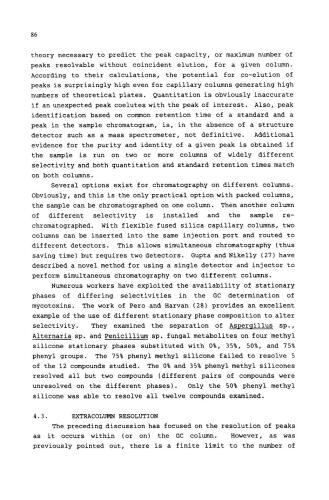 86
theory necessary to predict the peak capacity, or maximum number of
peaks resolvable without coincident elution, for a given column.
According to their calculations, the potential for co-elution of
peaks is surprisingly high even for capillary columns generating high
numbers of theoretical plates. Quantitation is obviously inaccurate
if an unexpected peak coelutes with the peak of interest. Also, peak
identification based on common retention time of a standard and a
peak in the sample chromatogram, is, in the absence of a structure
detector such as a mass spectrometer, not definitive. Additional
evidence for the purity and identity of a given peak is obtained if
the sample is run on two or more columns of widely different
selectivity and both quantitation and standard retention times match
on both columns.
Several options exist for chromatography on different columns.
Obviously, and this is the only practical option with packed columns,
the sample can be chromatographed on one column. Then another column
of different selectivity is installed and the sample re-
chromatographed. With flexible fused silica capillary columns, two
columns can be inserted into the same injection port and routed to
different detectors. This allows simultaneous chromatography (thus
saving time) but requires two detectors. Gupta and Nikelly (27) have
described a novel method for using a single detector and injector to
perform simultaneous chromatography on two different columns.
Numerous workers have exploited the availability of stationary
phases of differing selectivities in the GC determination of
mycotoxins. The work of Pero and Harvan (28) provides an excellent
example of the use of different stationary phase composition to alter
selectivity. They examined the separation of Aspergillus sp.,
Alternaria sp. and Penicillium sp. fungal metabolites on four methyl
silicone stationary phases substituted with 0%, 35%, 50%, and 75%
phenyl groups. The 75% phenyl methyl silicone failed to resolve 5
of the 12 compounds studied. The 0% and 35% phenyl methyl silicones
resolved all but two compounds (different pairs of compounds were
unresolved on the different phases). Only the 50% phenyl methyl
silicone was able to resolve all twelve compounds examined.
4.3. EXTRACOLUMN RESOLUTION
The preceding discussion has focused on the resolution of peaks
as it occurs within (or on) the GC column. However, as was
previously pointed out, there is a finite limit to the number of